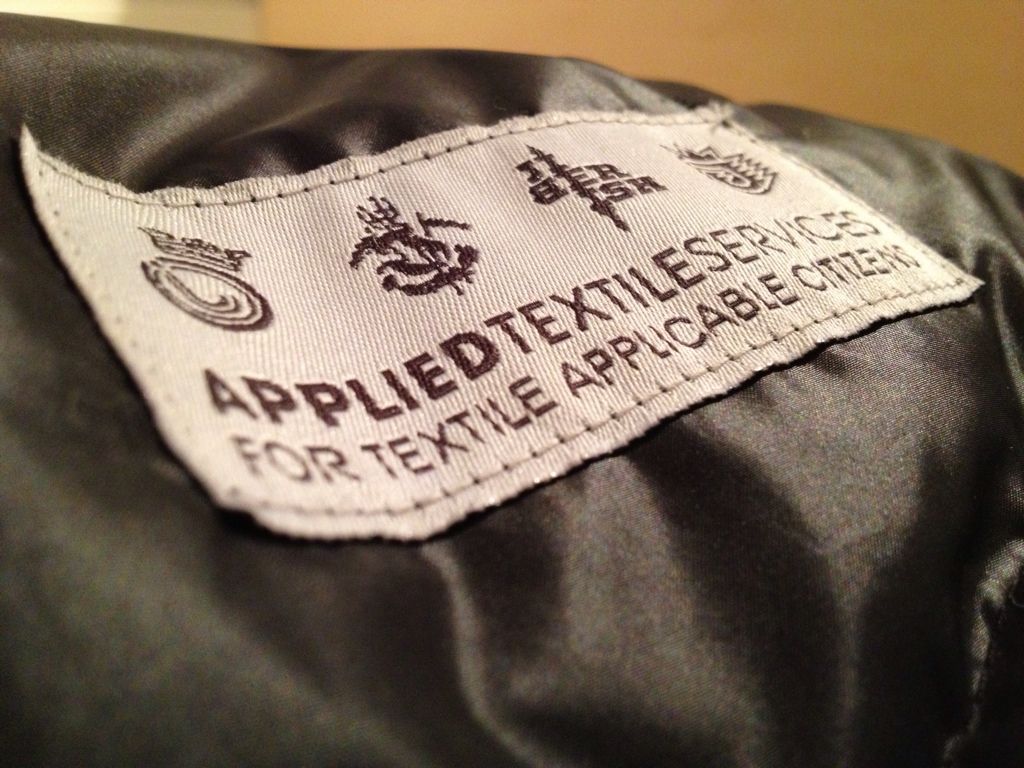 APPLIEDTEXTILESERVICES
FOR TEXTILE APPLICABLE CITIZENS